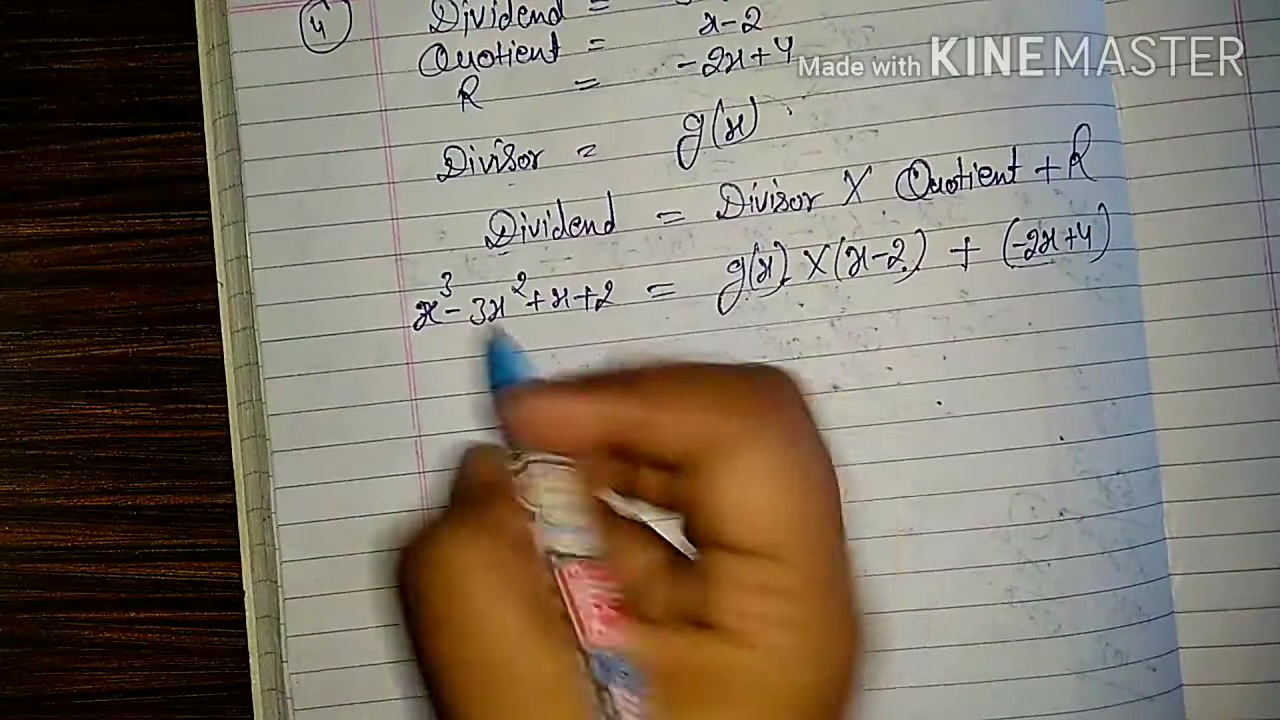 4 Dividend =
Quotient = x-2
R = -2x+4
Made with KINEMASTER
Divisor = g(x)
Dividend = Divisor X Quotient + R
x³-3x²+x+2 = g(x) X (x-2) + (-2x+4)